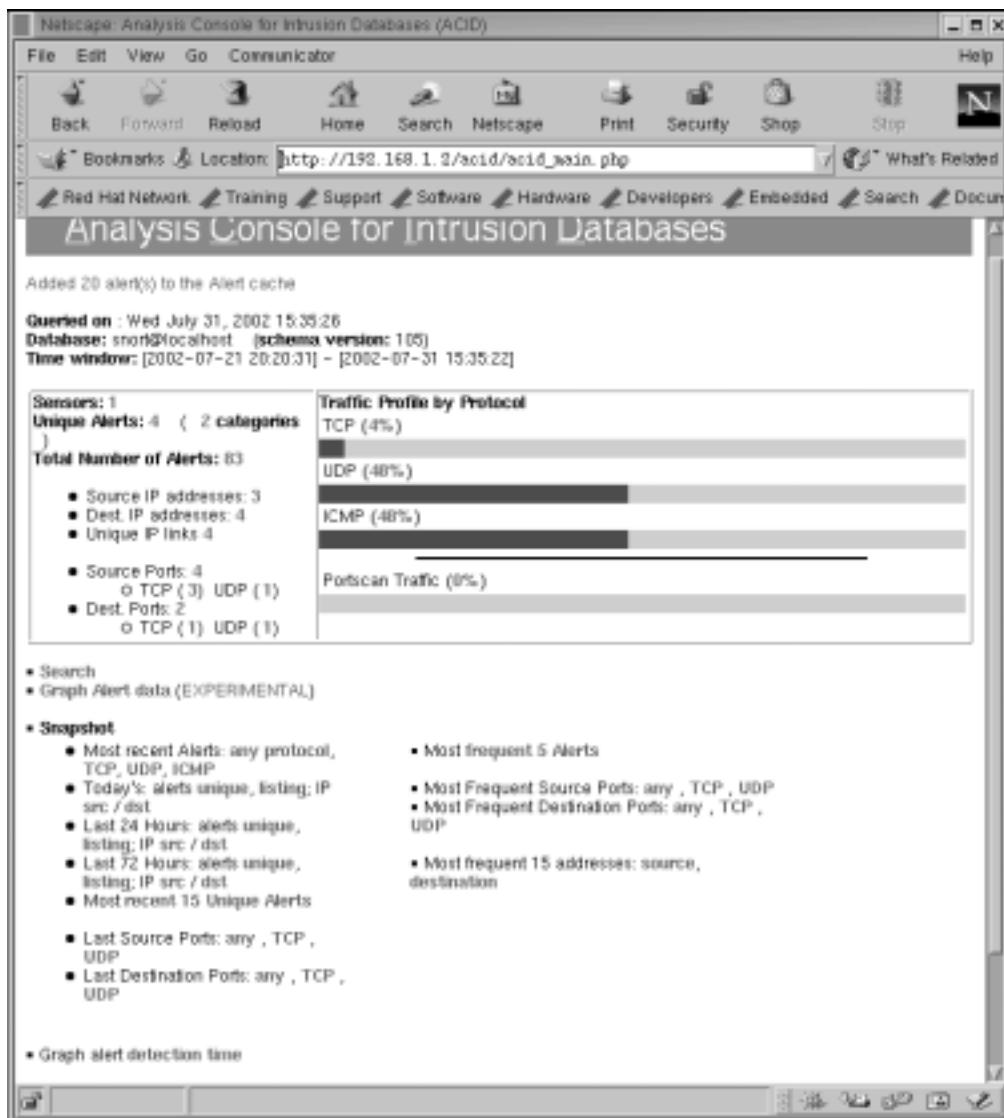 Netscape: Analysis Console for Intrusion Databases (ACID)
File Edit View Go Communicator Help
Back Forward Reload Home Search Netscape Print Security Shop Stop
N
Bookmarks Location: http://192.168.1.2/acid/acid_main.php What's Related
Red Hat Network Training Support Software Hardware Developers Embedded Search Docum
Analysis Console for Intrusion Databases
Added 20 alert(s) to the Alert cache
Queried on : Wed July 31, 2002 15:35:26
Database: snort@localhost (schema version: 105)
Time window: [2002-07-21 20:20:31] - [2002-07-31 15:35:22]
Sensors: 1
Unique Alerts: 4 ( 2 categories
)
Total Number of Alerts: 83
• Source IP addresses: 3
• Dest. IP addresses: 4
• Unique IP links 4
• Source Ports: 4
o TCP ( 3) UDP ( 1)
• Dest. Ports: 2
o TCP ( 1) UDP ( 1)
Traffic Profile by Protocol
TCP (4%)
UDP (48%)
ICMP (48%)
Portscan Traffic (0%)
• Search
• Graph Alert data (EXPERIMENTAL)
• Snapshot
• Most recent Alerts: any protocol,
TCP, UDP, ICMP
• Today's: alerts unique, listing; IP
src / dst
• Last 24 Hours: alerts unique,
listing; IP src / dst
• Last 72 Hours: alerts unique,
listing; IP src / dst
• Most recent 15 Unique Alerts
• Last Source Ports: any , TCP ,
UDP
• Last Destination Ports: any , TCP ,
UDP
• Most frequent 5 Alerts
• Most Frequent Source Ports: any , TCP , UDP
• Most Frequent Destination Ports: any , TCP ,
UDP
• Most frequent 15 addresses: source,
destination
• Graph alert detection time